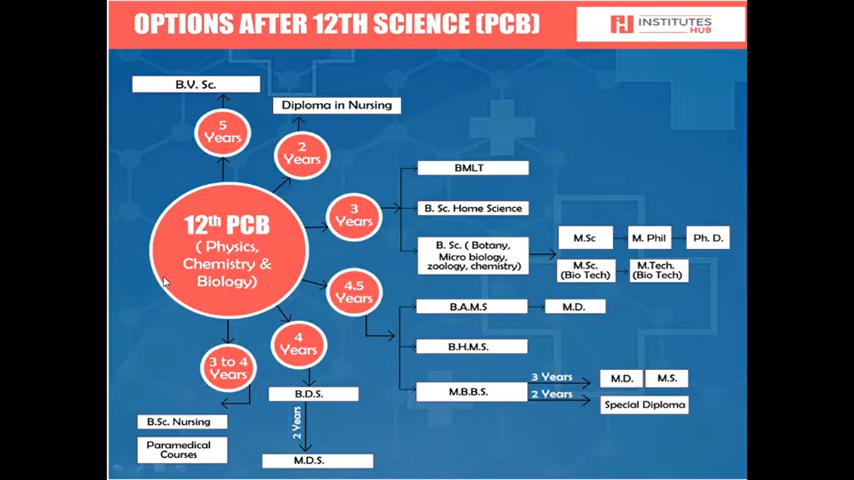 OPTIONS AFTER 12TH SCIENCE (PCB)
INSTITUTES
HUB
B.V. Sc.
Diploma in Nursing
5
Years
2
Years
BMLT
12th PCB
( Physics,
Chemistry &
Biology)
3
Years
B. Sc. Home Science
B. Sc. ( Botany,
Micro biology,
zoology, chemistry)
M.Sc
M. Phil
Ph. D.
M.Sc.
(Bio Tech)
M.Tech.
(Bio Tech)
4.5
Years
B.A.M.S
M.D.
B.H.M.S.
M.B.B.S.
3 Years
M.D.
M.S.
2 Years
Special Diploma
4
Years
3 to 4
Years
B.D.S.
2 Years
M.D.S.
B.Sc. Nursing
Paramedical
Courses